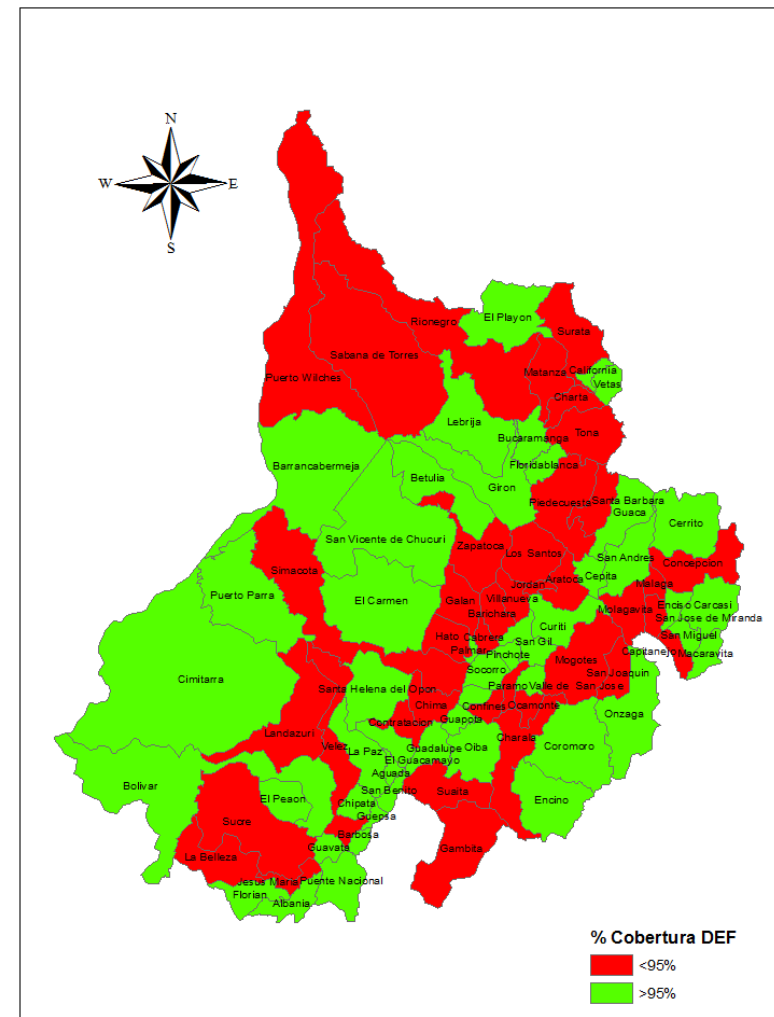 N
W E
S
El Playon
Rionegro
Surata
Sabana de Torres
Matanza
California
Puerto Wilches
Vetas
Charta
Lebrija
Tona
Bucaramanga
Barrancabermeja
Floridablanca
Betulia
Giron
Piedecuesta
Santa Barbara
Guaca
Cerrito
San Vicente de Chucuri
Zapatoca
Los Santos
San Andres
Concepcion
Simacota
Cepita
Jordan
Aratoca
Malaga
Puerto Parra
El Carmen
Galan
Villanueva
Enciso
Carcasi
Barichara
Molagavita
San Jose de Miranda
Curiti
Hato
Cabrera
San Gil
San Miguel
Palmar
Pinchote
Capitanejo
Macaravita
Mogotes
Socorro
San Joaquin
Cimitarra
Santa Helena del Opon
Paramo
Valle de San Jose
Chima
Confines
Ocamonte
Onzaga
Contratacion
Guapota
Landazuri
Charala
Velez
La Paz
Guadalupe
Oiba
Coromoro
El Guacamayo
Aguada
Bolivar
San Benito
Suaita
El Peaon
Chipata
Encino
Guepsa
Sucre
Barbosa
Guavata
Gambita
La Belleza
Jesus Maria
Puente Nacional
Florian
Albania
% Cobertura DEF
<95%
>95%